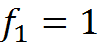 f₁ = 1